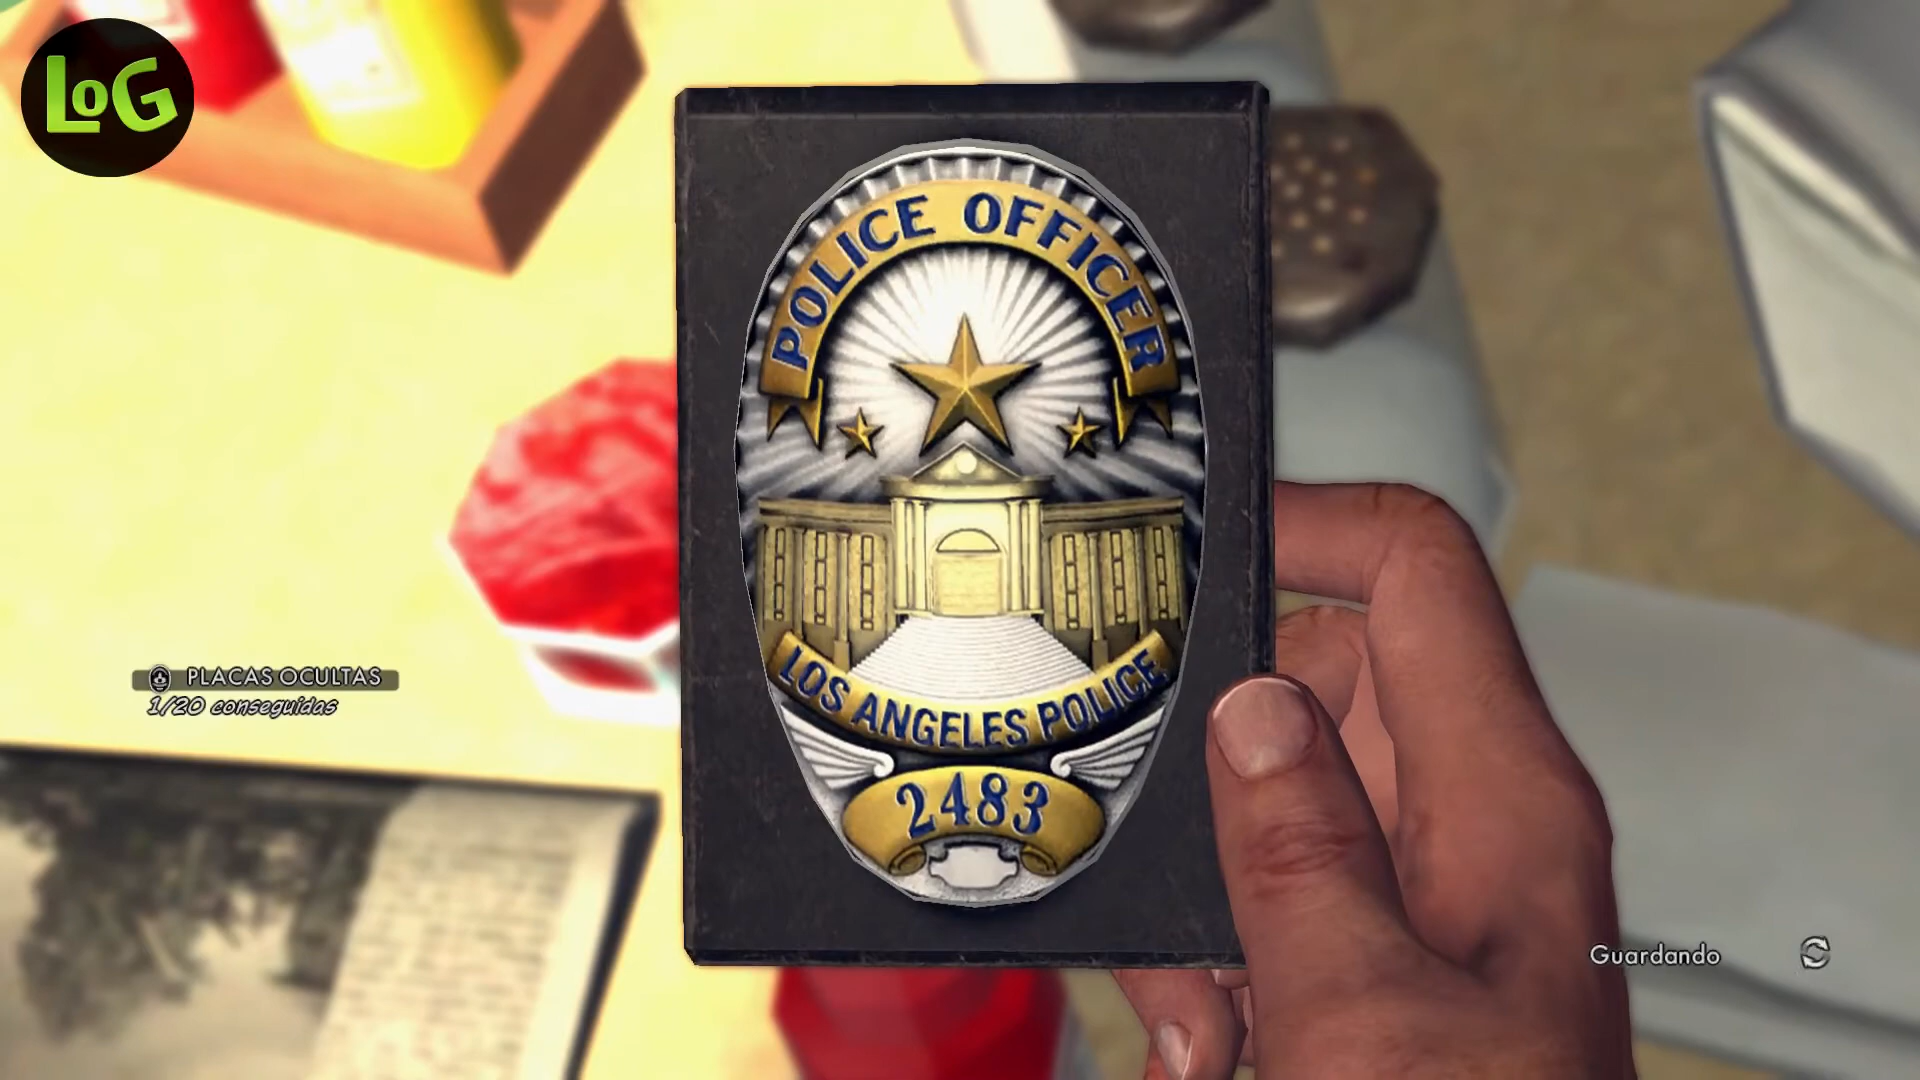 LoG
POLICE OFFICER
LOS ANGELES POLICE
2483
PLACAS OCULTAS
1/20 conseguidas
Guardando